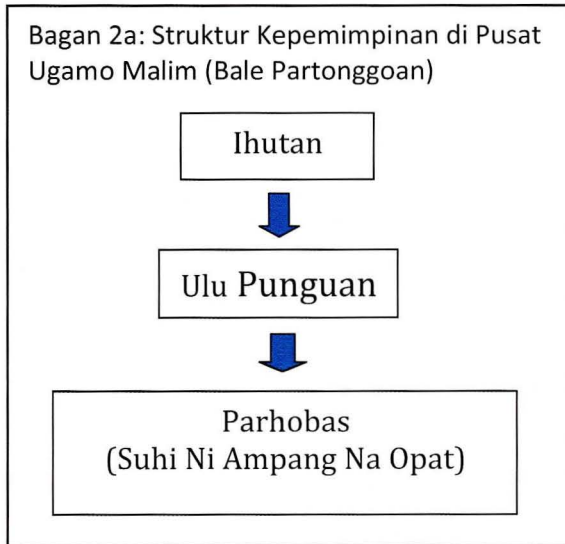 Bagan 2a: Struktur Kepemimpinan di Pusat
Ugamo Malim (Bale Partonggoan)
Ihutan
Ulu Punguan
Parhobas
(Suhi Ni Ampang Na Opat)